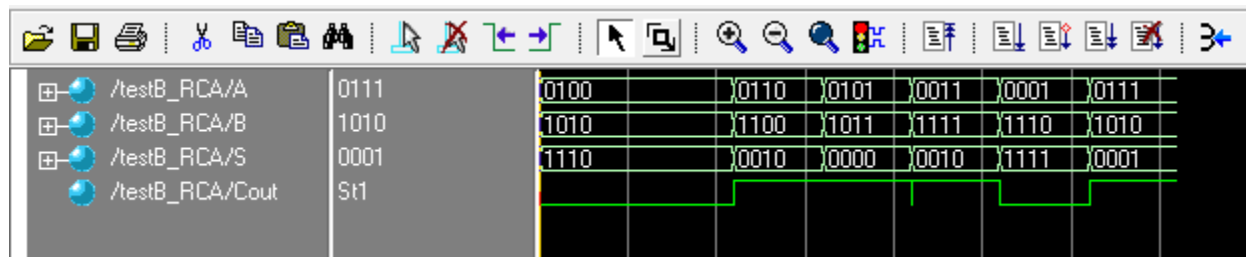 /testB_RCA/A 0111 0100 0110 0101 0011 0001 0111
/testB_RCA/B 1010 1010 1100 1011 1111 1110 1010
/testB_RCA/S 0001 1110 0010 0000 0010 1111 0001
/testB_RCA/Cout St1